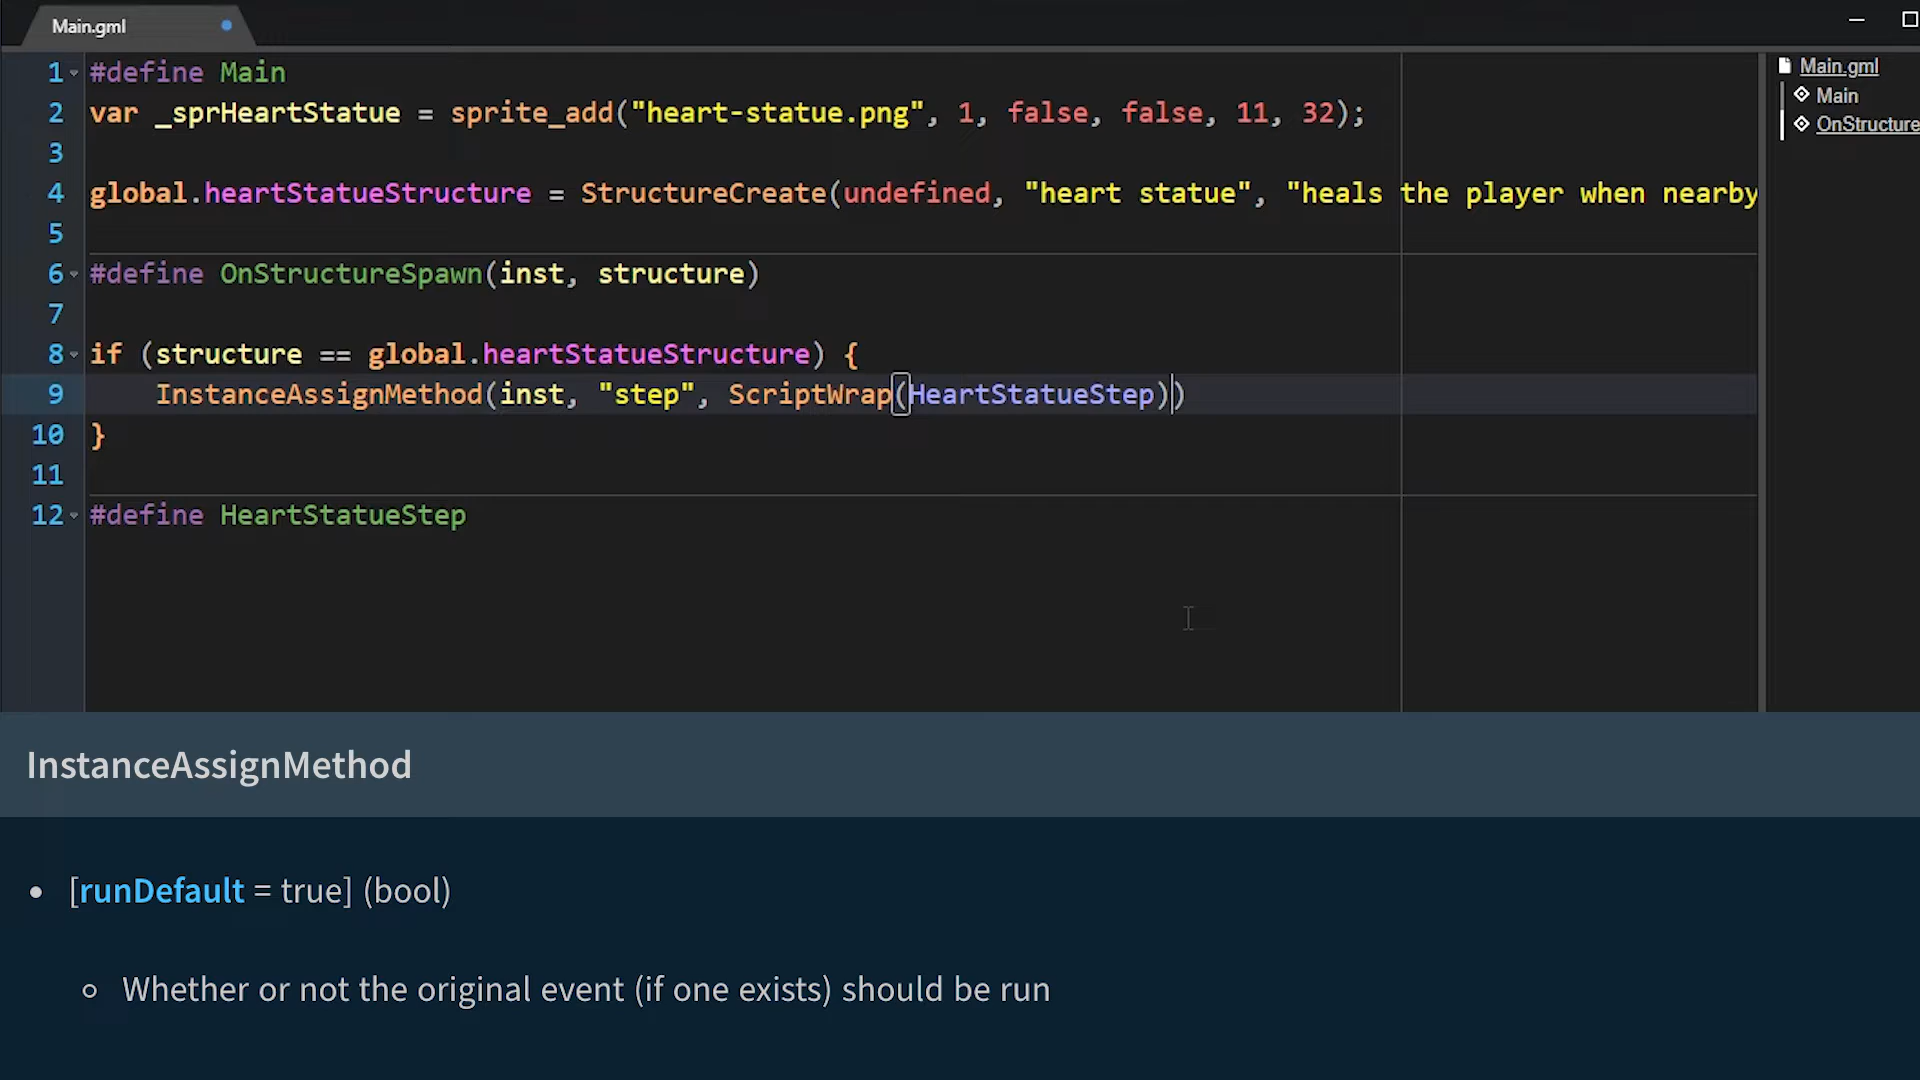 Main.gml
1 #define Main
2 var _sprHeartStatue = sprite_add("heart-statue.png", 1, false, false, 11, 32);
3
4 global.heartStatueStructure = StructureCreate(undefined, "heart statue", "heals the player when nearby
5
6 #define OnStructureSpawn(inst, structure)
7
8 if (structure == global.heartStatueStructure) {
9 InstanceAssignMethod(inst, "step", ScriptWrap(HeartStatueStep))
10 }
11
12 #define HeartStatueStep
Main.gml
Main
OnStructure
InstanceAssignMethod
• [runDefault = true] (bool)
○ Whether or not the original event (if one exists) should be run